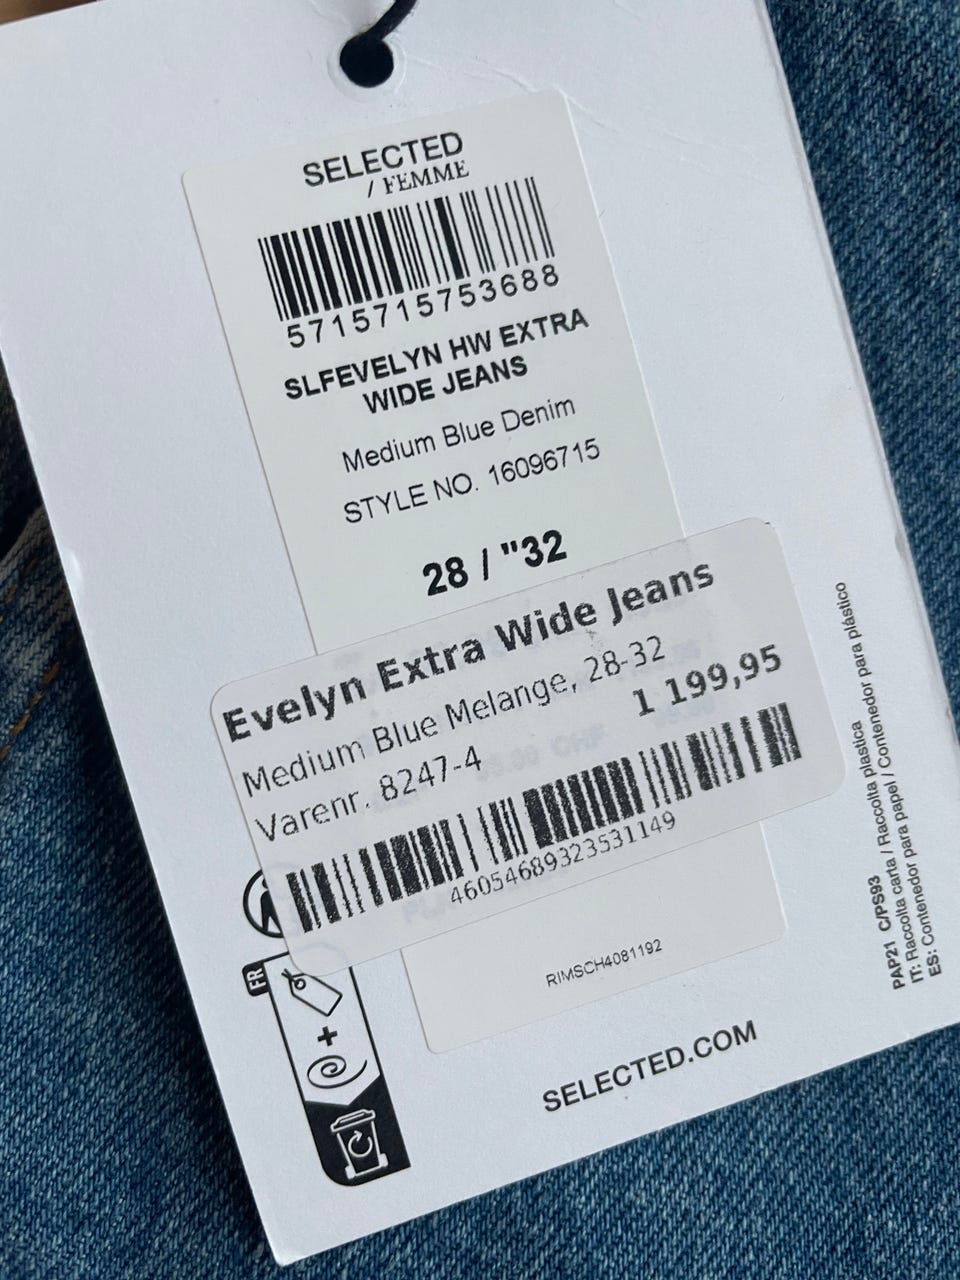 SELECTED
/ FEMME
5715715753688
SLFEVELYN HW EXTRA
WIDE JEANS
Medium Blue Denim
STYLE NO. 16096715
28 / "32
Evelyn Extra Wide Jeans
Medium Blue Melange, 28-32
1 199,95
Varenr. 8247-4
46054689323531149
RIMSCH4081192
FR
+
SELECTED.COM
PAP21 C/PS93
IT: Raccolta carta / Raccolta plastica
ES: Contenedor para papel / Contenedor para plástico